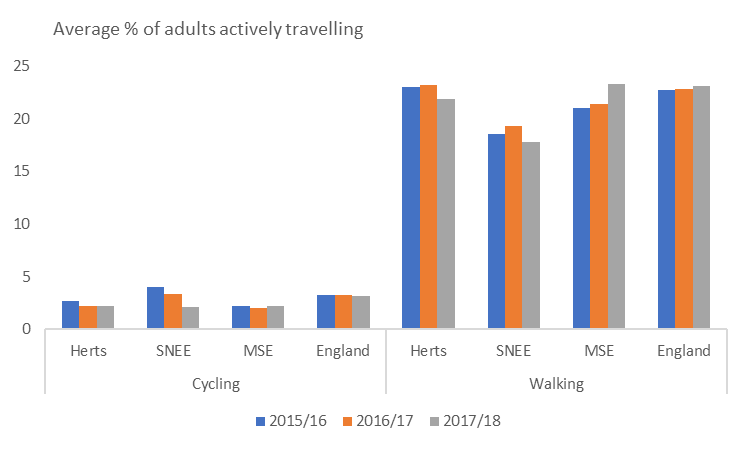 Average % of adults actively travelling
25
20
15
10
5
0
Herts SNEE MSE England Herts SNEE MSE England
Cycling Walking
2015/16 2016/17 2017/18